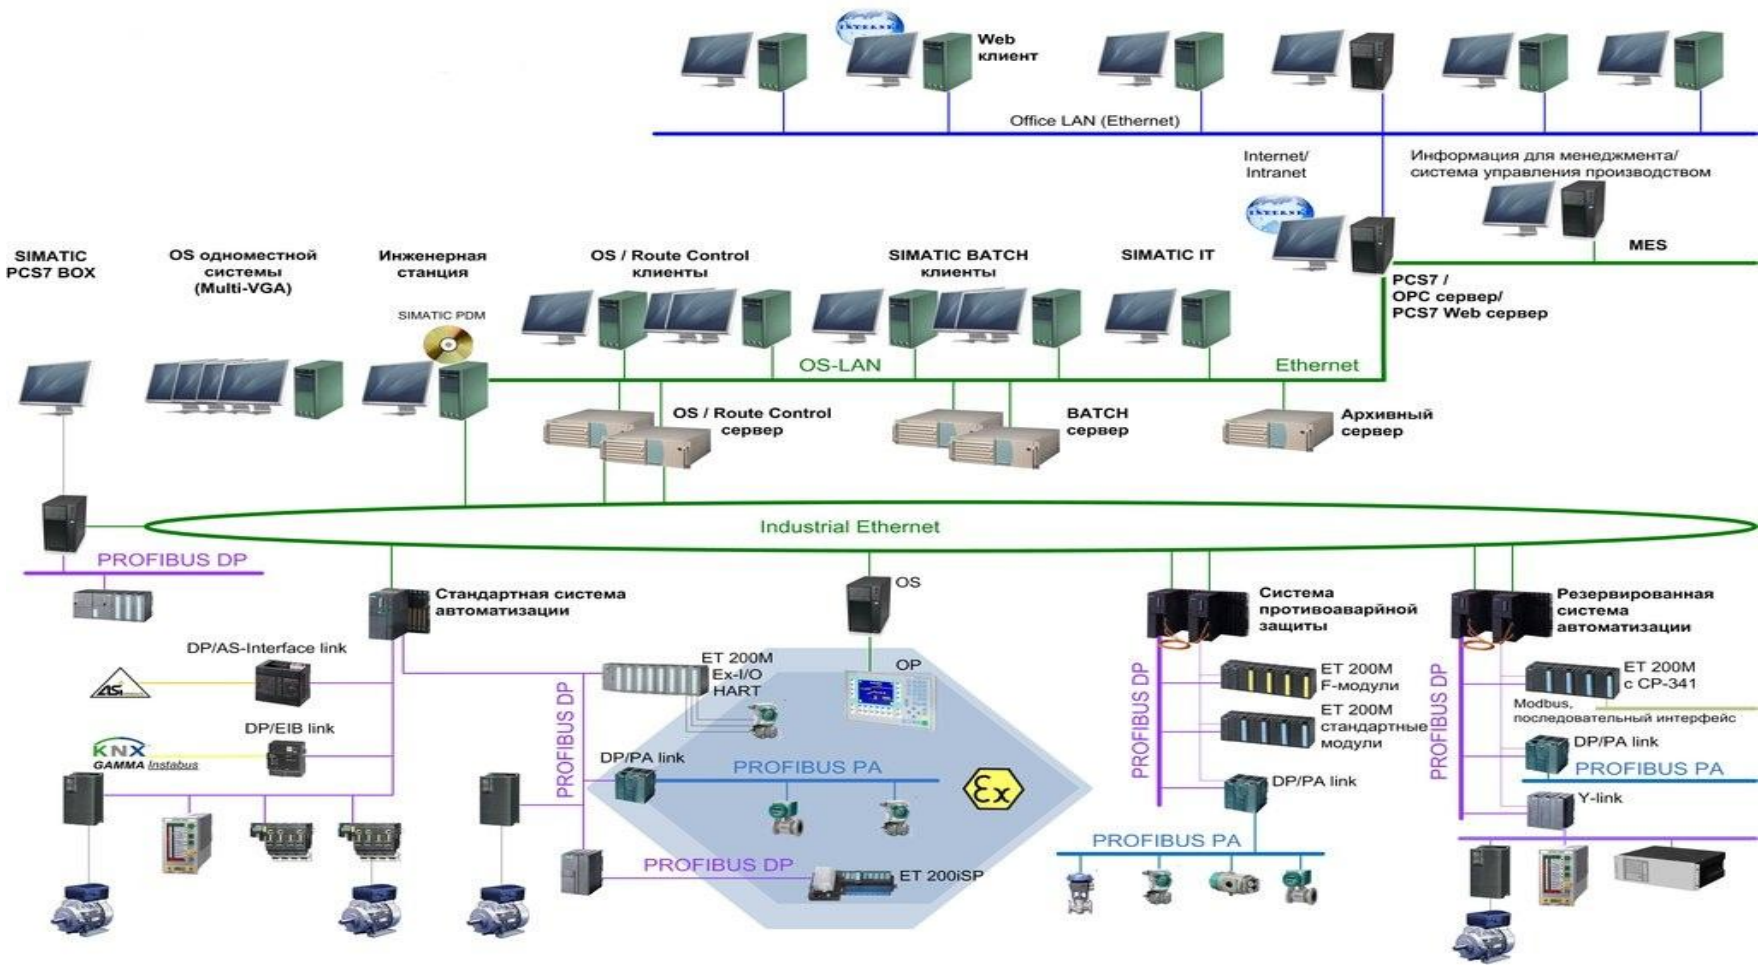 Web
клиент
Office LAN (Ethernet)
Internet/
Intranet
Информация для менеджмента/
система управления производством
MES
SIMATIC
PCS7 BOX
OS одноместной
системы
(Multi-VGA)
Инженерная
станция
SIMATIC PDM
OS / Route Control
клиенты
SIMATIC BATCH
клиенты
SIMATIC IT
PCS7 /
OPC сервер/
PCS7 Web сервер
OS-LAN
Ethernet
OS / Route Control
сервер
BATCH
сервер
Архивный
сервер
Industrial Ethernet
PROFIBUS DP
Стандартная система
автоматизации
OS
Система
противоаварйной
защиты
Резервированная
система
автоматизации
DP/AS-Interface link
ASi
DP/EIB link
KNX
GAMMA Instabus
ET 200M
Ex-I/O
HART
OP
PROFIBUS DP
DP/PA link
PROFIBUS PA
Ex
PROFIBUS DP
ET 200iSP
PROFIBUS DP
ET 200M
F-модули
ET 200M
стандартные
модули
DP/PA link
PROFIBUS PA
PROFIBUS DP
ET 200M
с CP-341
Modbus,
последовательный интерфейс
DP/PA link
PROFIBUS PA
Y-link